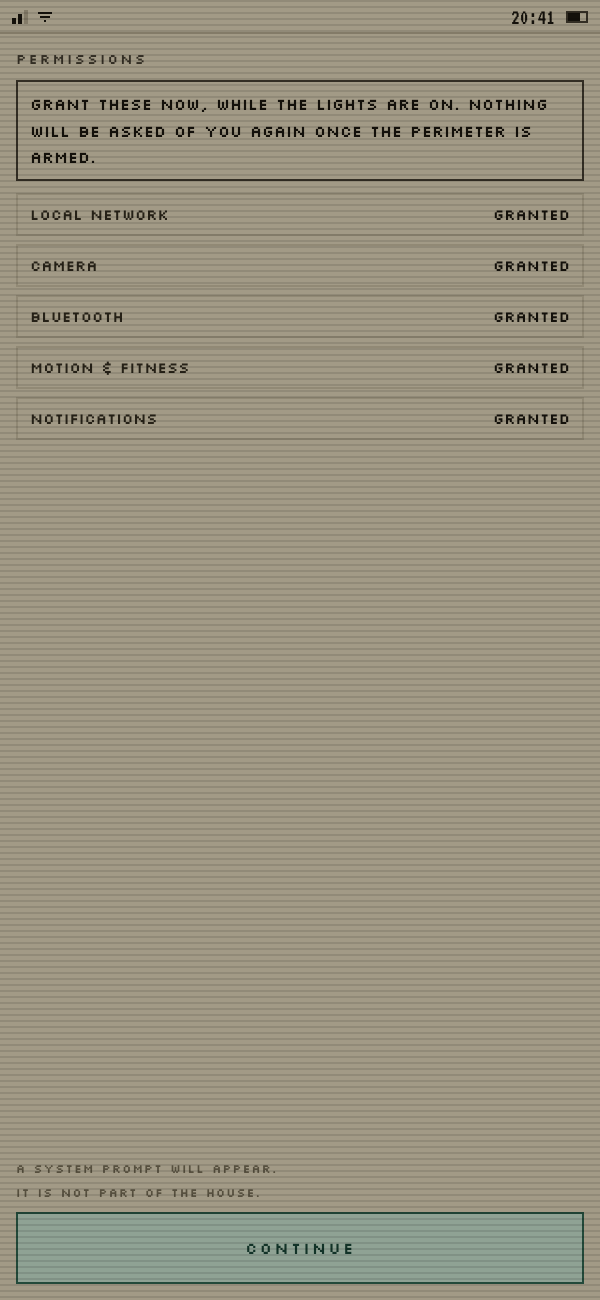 20:41
PERMISSIONS
GRANT THESE NOW, WHILE THE LIGHTS ARE ON. NOTHING
WILL BE ASKED OF YOU AGAIN ONCE THE PERIMETER IS
ARMED.
LOCAL NETWORK GRANTED
CAMERA GRANTED
BLUETOOTH GRANTED
MOTION & FITNESS GRANTED
NOTIFICATIONS GRANTED
A SYSTEM PROMPT WILL APPEAR.
IT IS NOT PART OF THE HOUSE.
CONTINUE